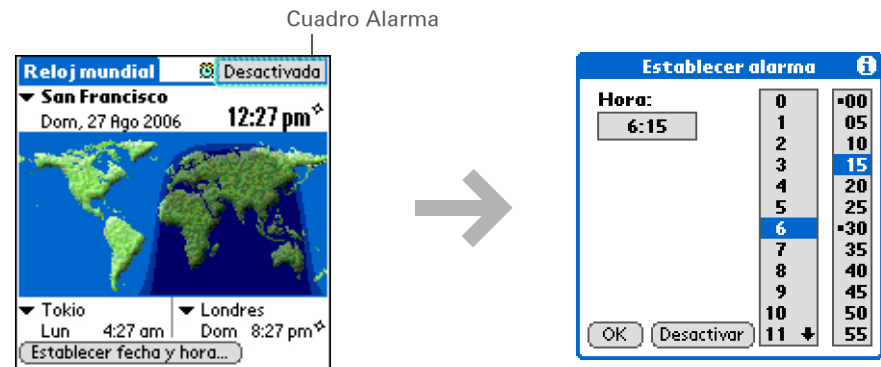 Cuadro Alarma
Reloj mundial Desactivada
San Francisco
Dom, 27 Ago 2006 12:27 pm
Tokio Londres
Lun 4:27 am Dom 8:27 pm
Establecer fecha y hora...
Establecer alarma i
Hora:
6:15
0 00
1 05
2 10
3 15
4 20
5 25
6 30
7 35
8 40
9 45
10 50
11 55
OK Desactivar